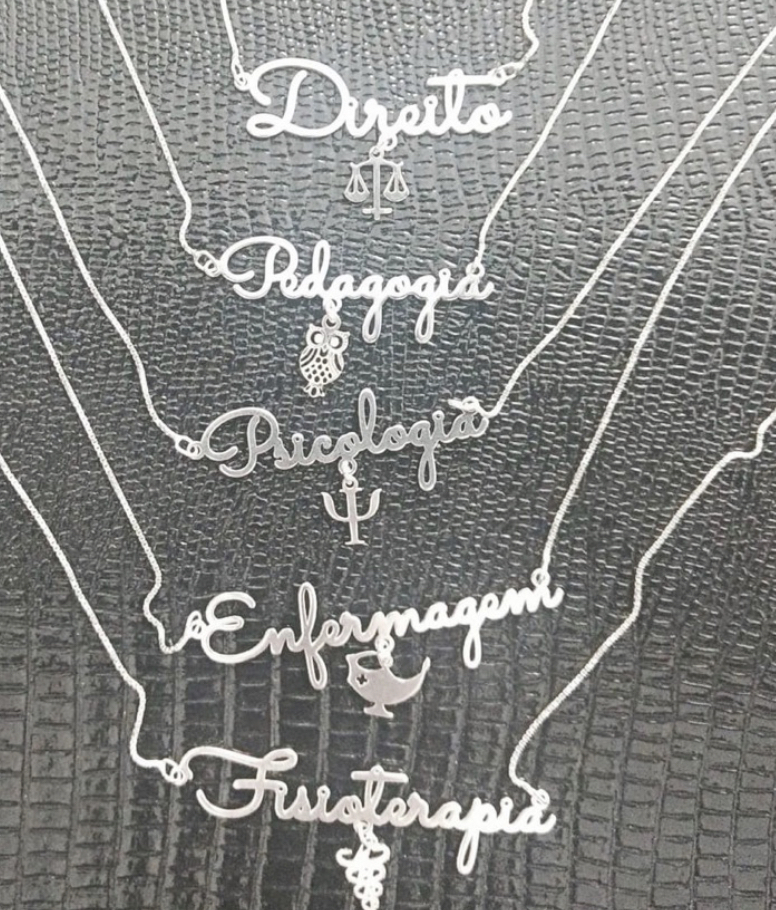 Direito
Pedagogia
Psicologia
Enfermagem
Fisioterapia